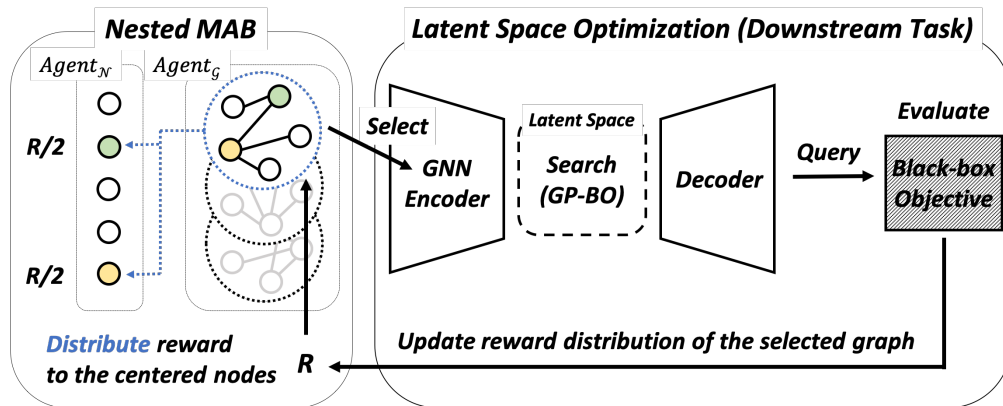 Nested MAB
Latent Space Optimization (Downstream Task)
Agent𝒩
Agent𝒢
R/2
R/2
Select
GNN
Encoder
Latent Space
Search
(GP-BO)
Decoder
Query
Evaluate
Black-box
Objective
Distribute reward
to the centered nodes
R
Update reward distribution of the selected graph